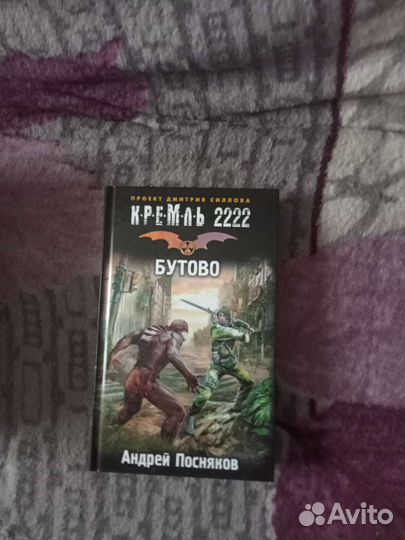 ПРОЕКТ ДМИТРИЯ СИЛЛОВА
КРЕМЛЬ 2222
БУТОВО
Андрей Посняков
Avito